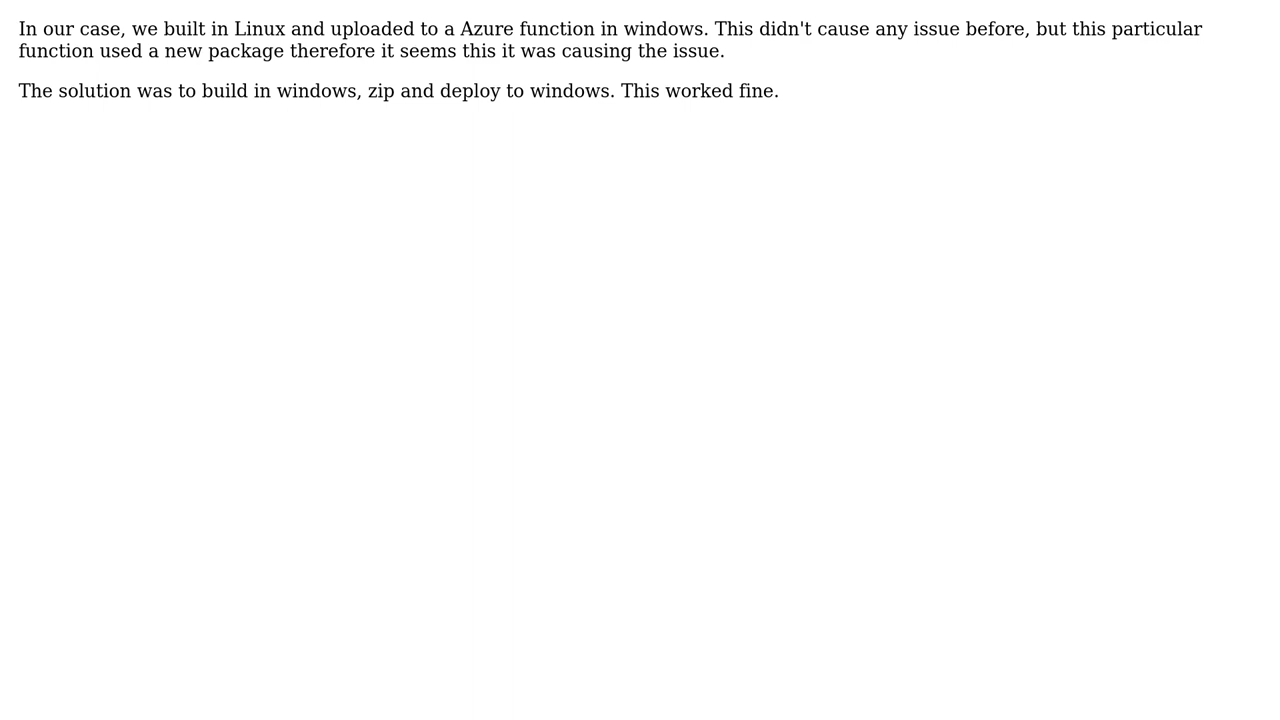 In our case, we built in Linux and uploaded to a Azure function in windows. This didn't cause any issue before, but this particular
function used a new package therefore it seems this it was causing the issue.
The solution was to build in windows, zip and deploy to windows. This worked fine.